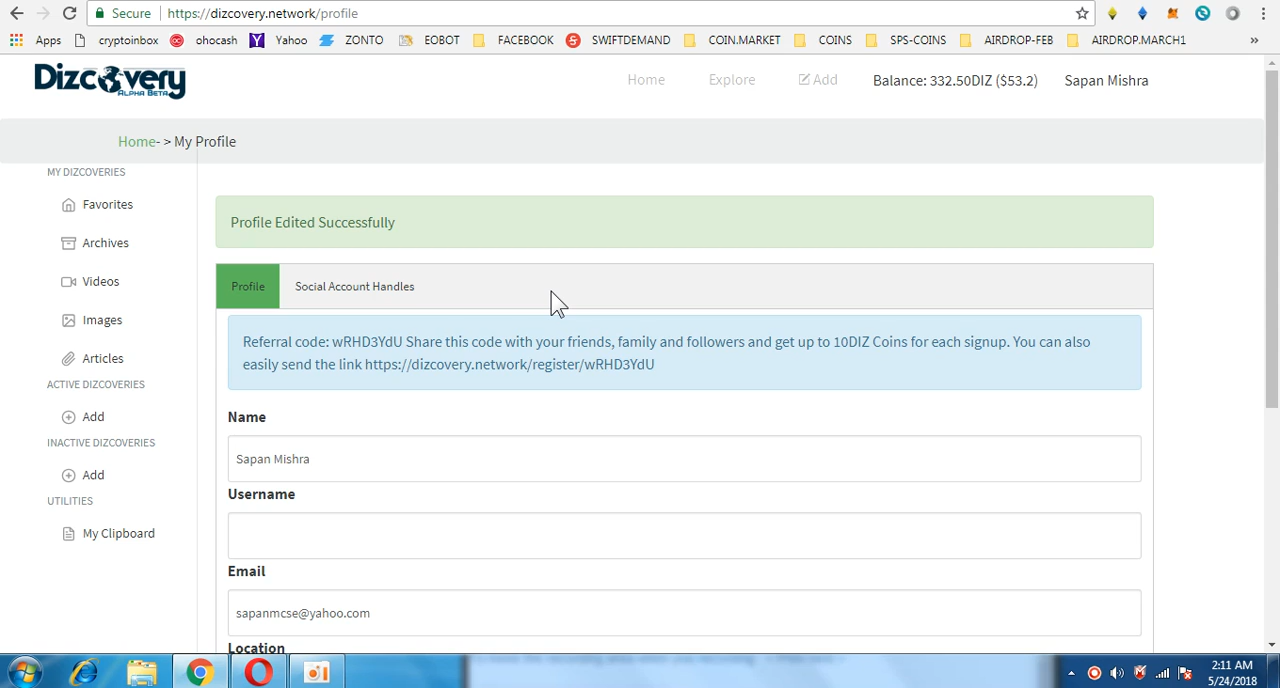 Secure https://dizcovery.network/profile
Apps cryptoinbox ohocash Yahoo ZONTO EOBOT FACEBOOK SWIFTDEMAND COIN.MARKET COINS SPS-COINS AIRDROP-FEB AIRDROP.MARCH1 »
Dizcovery
ALPHA BETA
Home Explore Add Balance: 332.50DIZ ($53.2) Sapan Mishra
Home- > My Profile
MY DIZCOVERIES
Favorites
Archives
Videos
Images
Articles
ACTIVE DIZCOVERIES
Add
INACTIVE DIZCOVERIES
Add
UTILITIES
My Clipboard
Profile Edited Successfully
Profile Social Account Handles
Referral code: wRHD3YdU Share this code with your friends, family and followers and get up to 10DIZ Coins for each signup. You can also
easily send the link https://dizcovery.network/register/wRHD3YdU
Name
Sapan Mishra
Username
Email
sapanmcse@yahoo.com
Location
2:11 AM
5/24/2018